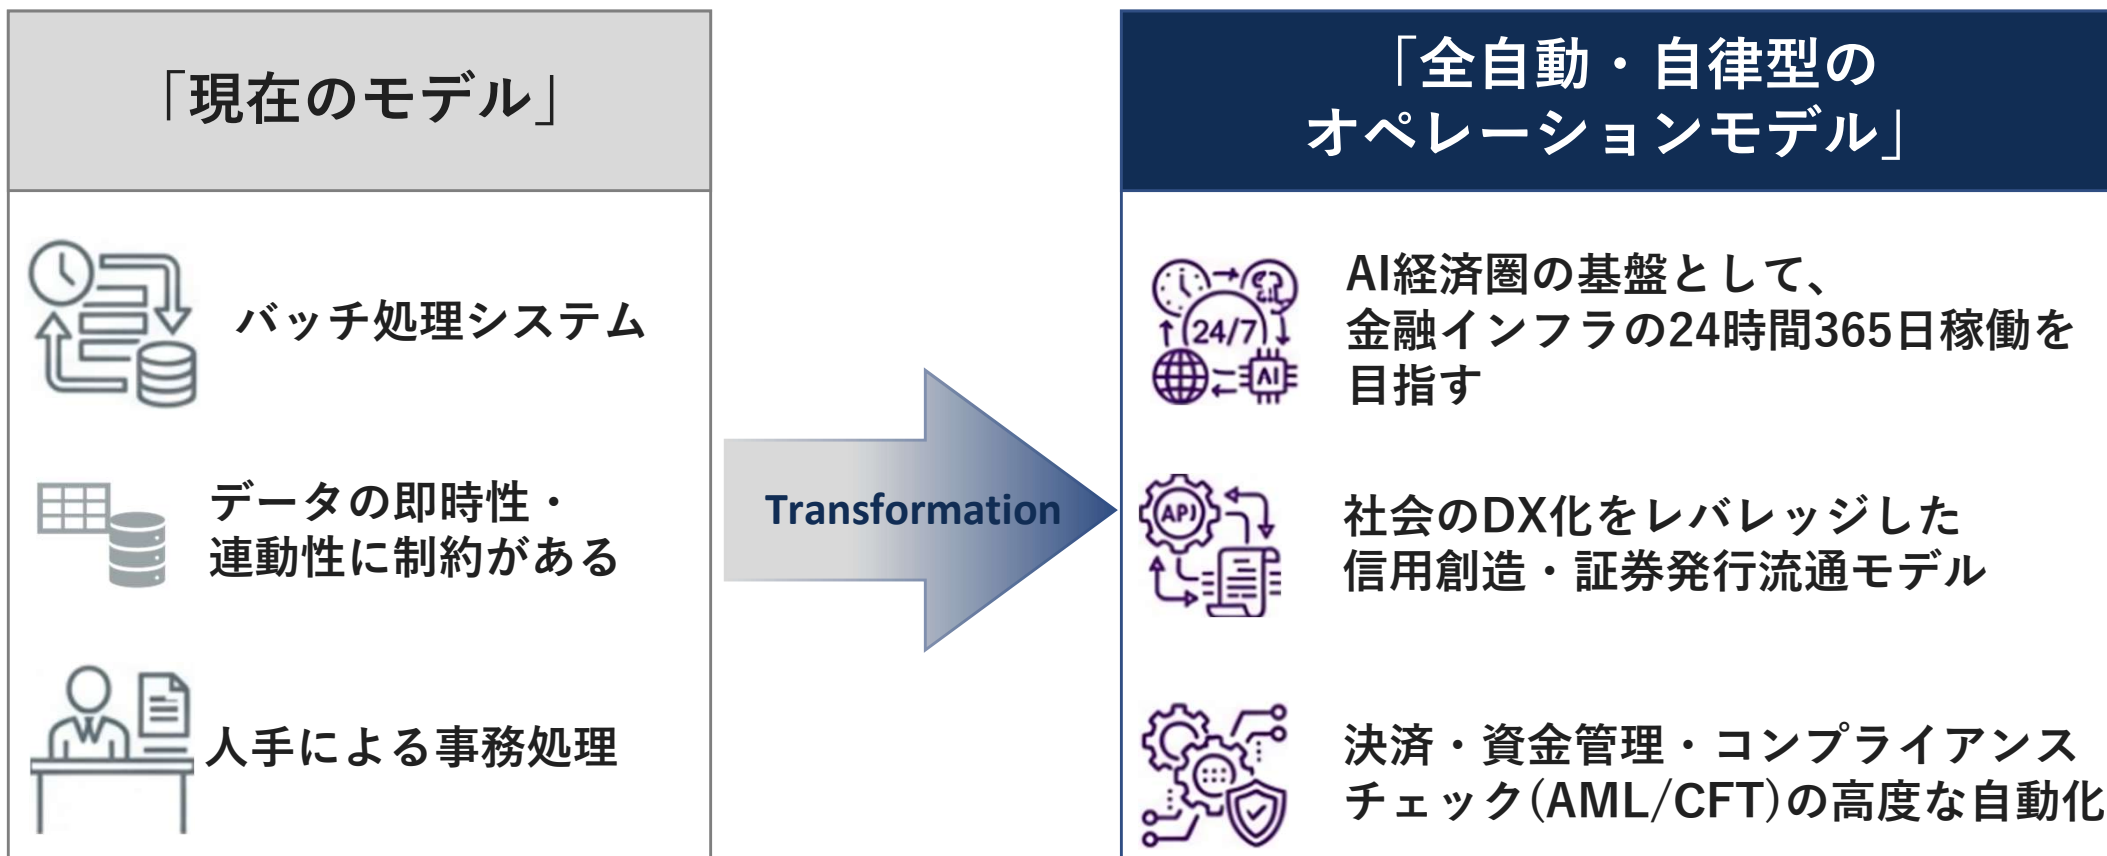 「現在のモデル」
バッチ処理システム
データの即時性・
連動性に制約がある
人手による事務処理
Transformation
「全自動・自律型の
オペレーションモデル」
24/7
AI
AI経済圏の基盤として、
金融インフラの24時間365日稼働を
目指す
API
社会のDX化をレバレッジした
信用創造・証券発行流通モデル
決済・資金管理・コンプライアンス
チェック(AML/CFT)の高度な自動化